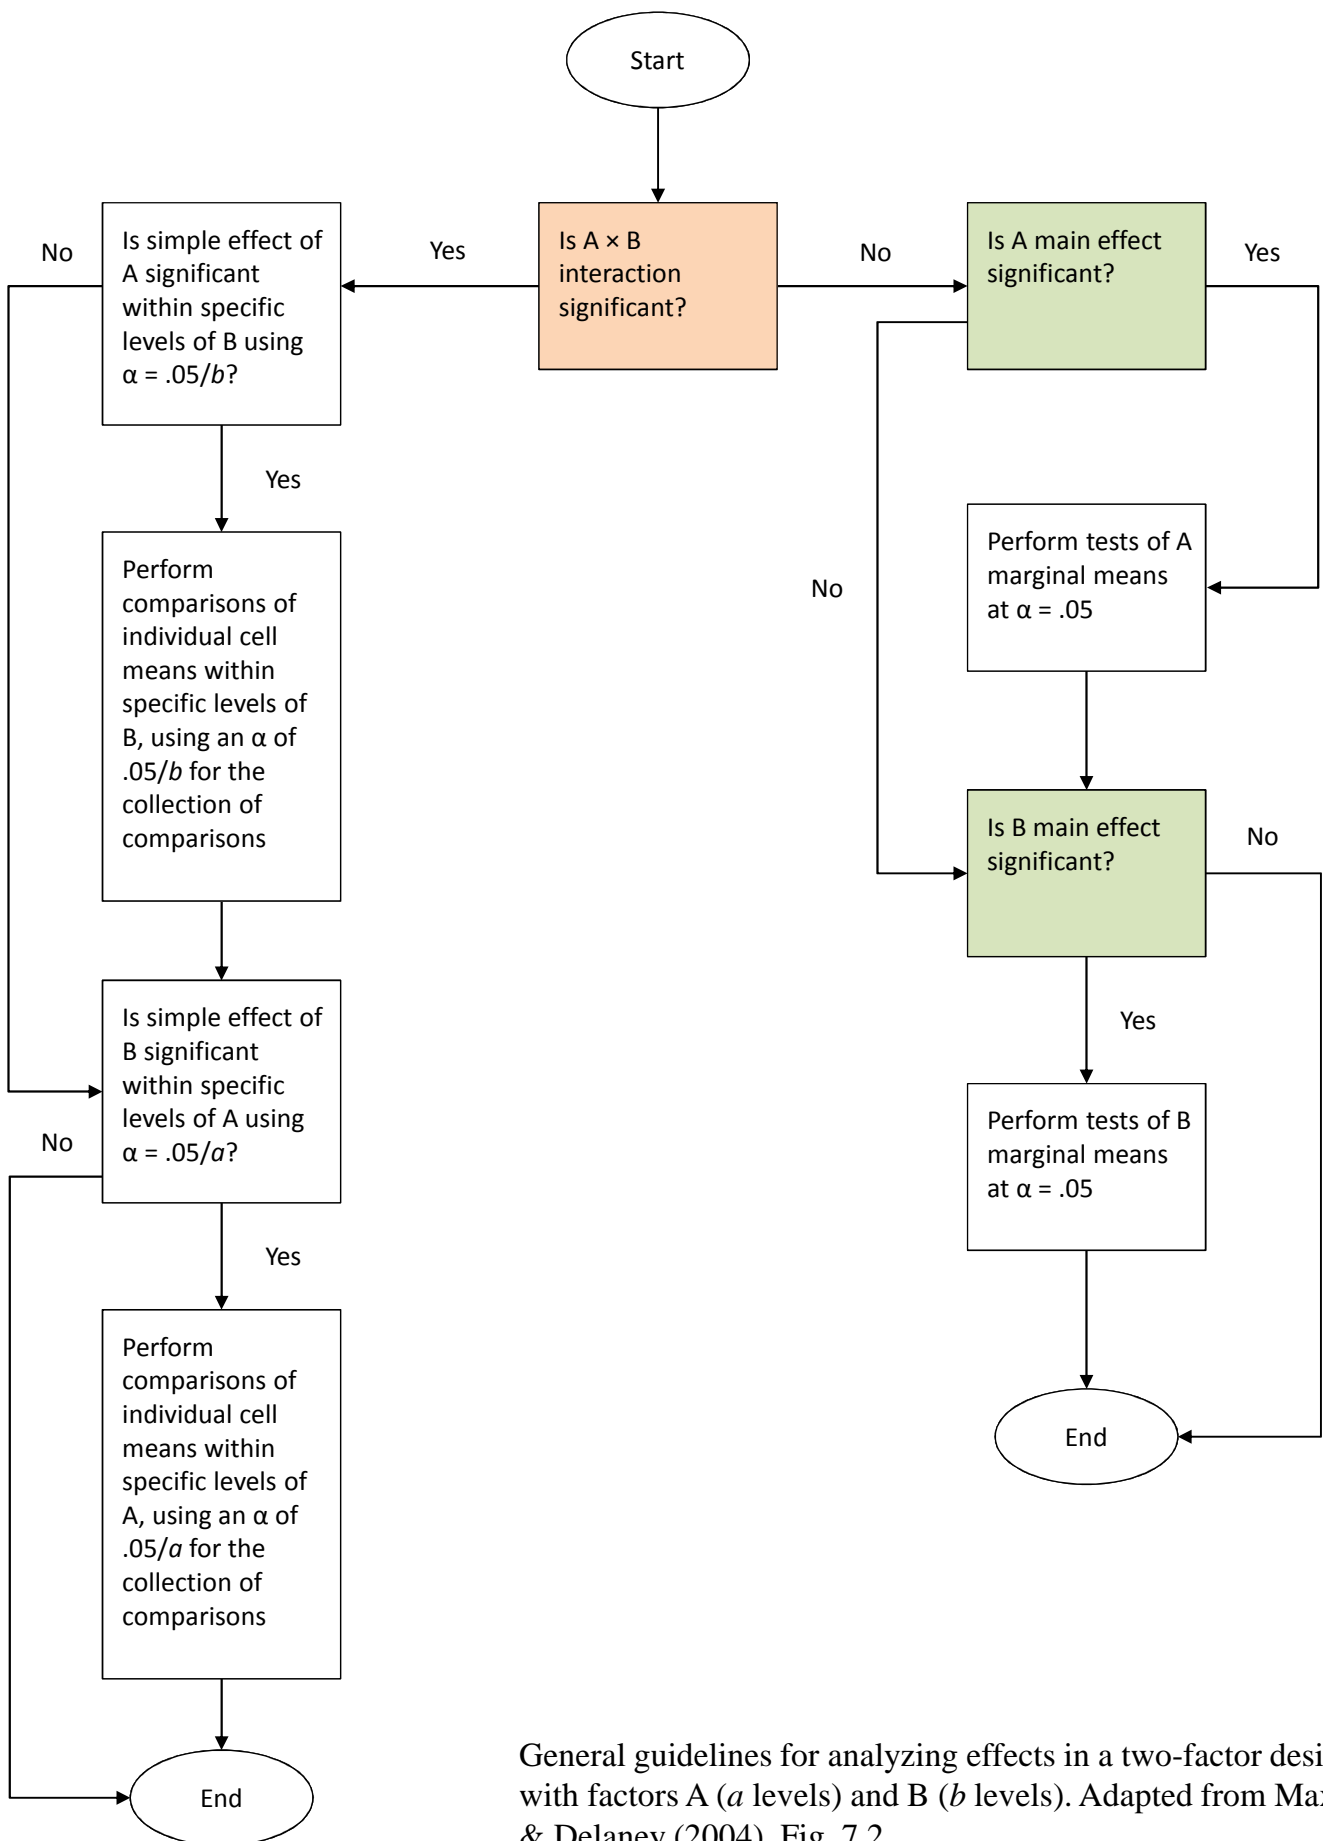 Start
Is A × B
interaction
significant?
Yes
No
Is simple effect of
A significant
within specific
levels of B using
α = .05/b?
No
Yes
Perform
comparisons of
individual cell
means within
specific levels of
B, using an α of
.05/b for the
collection of
comparisons
Is simple effect of
B significant
within specific
levels of A using
α = .05/a?
No
Yes
Perform
comparisons of
individual cell
means within
specific levels of
A, using an α of
.05/a for the
collection of
comparisons
End
Is A main effect
significant?
Yes
No
Perform tests of A
marginal means
at α = .05
Is B main effect
significant?
No
Yes
Perform tests of B
marginal means
at α = .05
End
General guidelines for analyzing effects in a two-factor desi
with factors A (a levels) and B (b levels). Adapted from Max
& Delaney (2004), Fig. 7.2